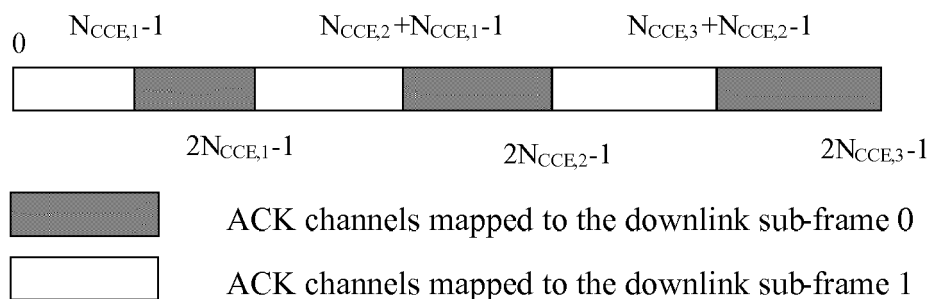 0
N_CCE,1-1
N_CCE,2+N_CCE,1-1
N_CCE,3+N_CCE,2-1
2N_CCE,1-1
2N_CCE,2-1
2N_CCE,3-1
ACK channels mapped to the downlink sub-frame 0
ACK channels mapped to the downlink sub-frame 1